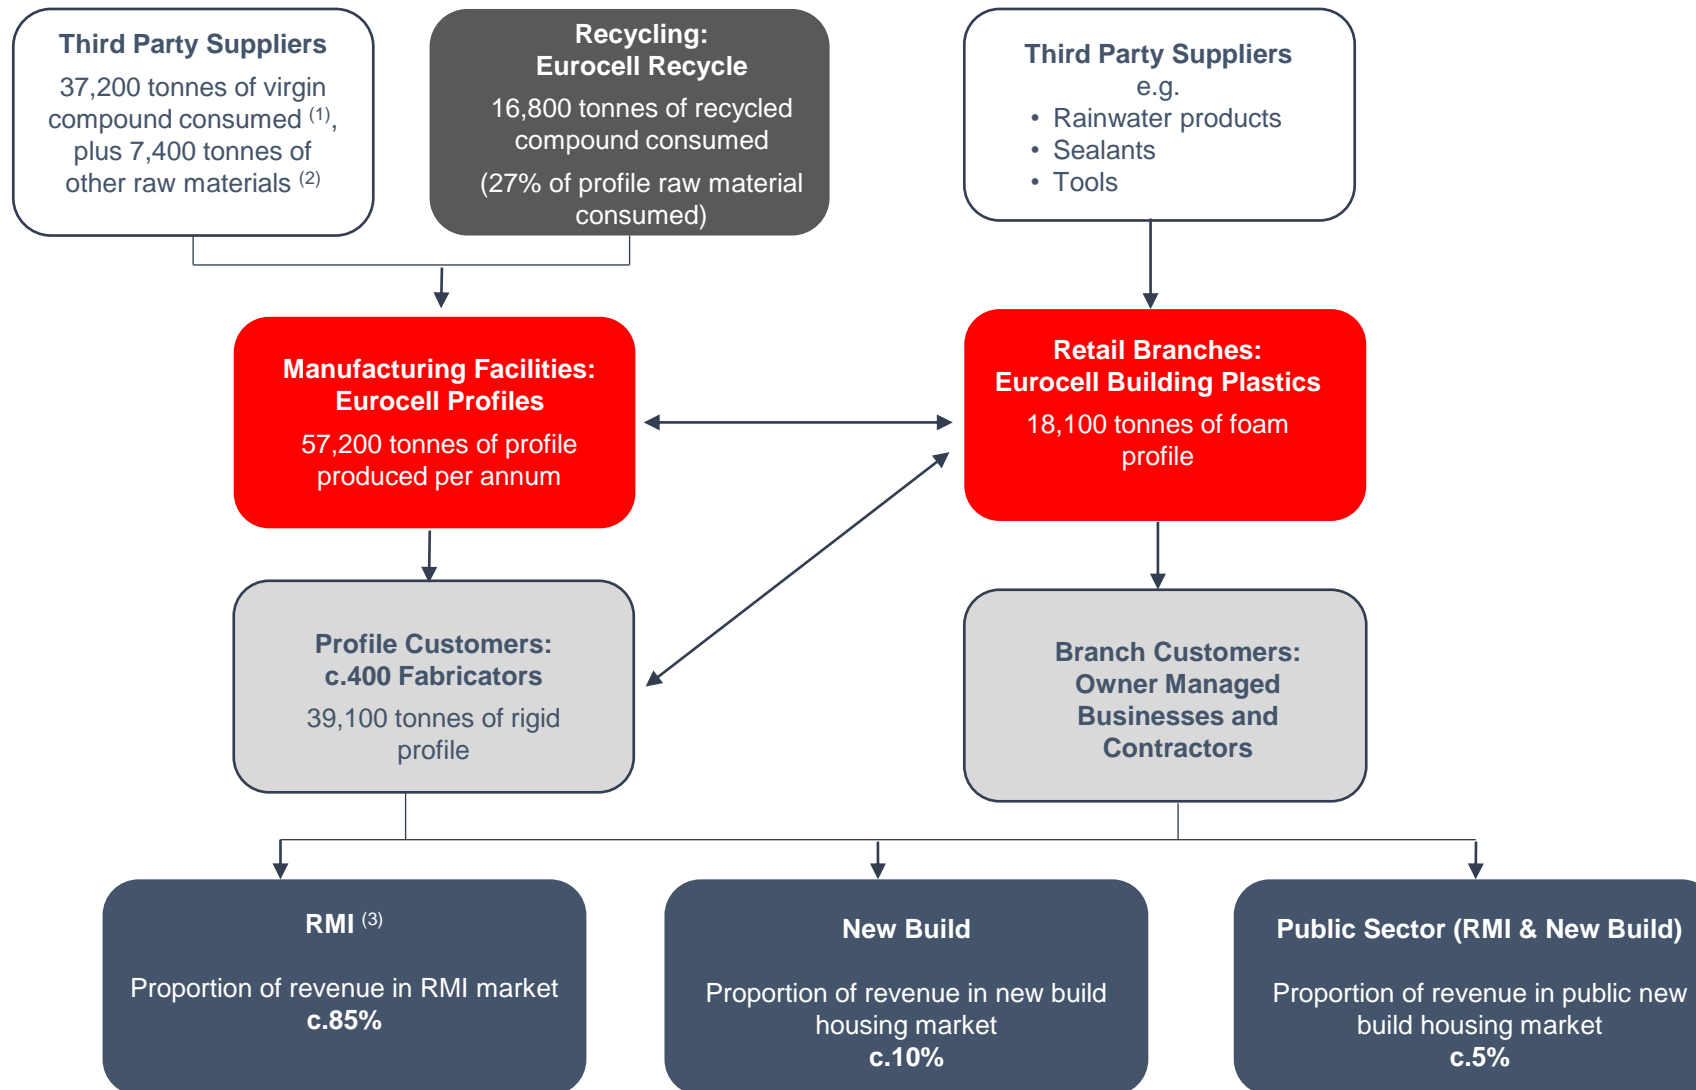 Third Party Suppliers
37,200 tonnes of virgin
compound consumed (1),
plus 7,400 tonnes of
other raw materials (2)
Recycling:
Eurocell Recycle
16,800 tonnes of recycled
compound consumed
(27% of profile raw material
consumed)
Third Party Suppliers
e.g.
• Rainwater products
• Sealants
• Tools
Manufacturing Facilities:
Eurocell Profiles
57,200 tonnes of profile
produced per annum
Retail Branches:
Eurocell Building Plastics
18,100 tonnes of foam
profile
Profile Customers:
c.400 Fabricators
39,100 tonnes of rigid
profile
Branch Customers:
Owner Managed
Businesses and
Contractors
RMI (3)
Proportion of revenue in RMI market
c.85%
New Build
Proportion of revenue in new build
housing market
c.10%
Public Sector (RMI & New Build)
Proportion of revenue in public new
build housing market
c.5%